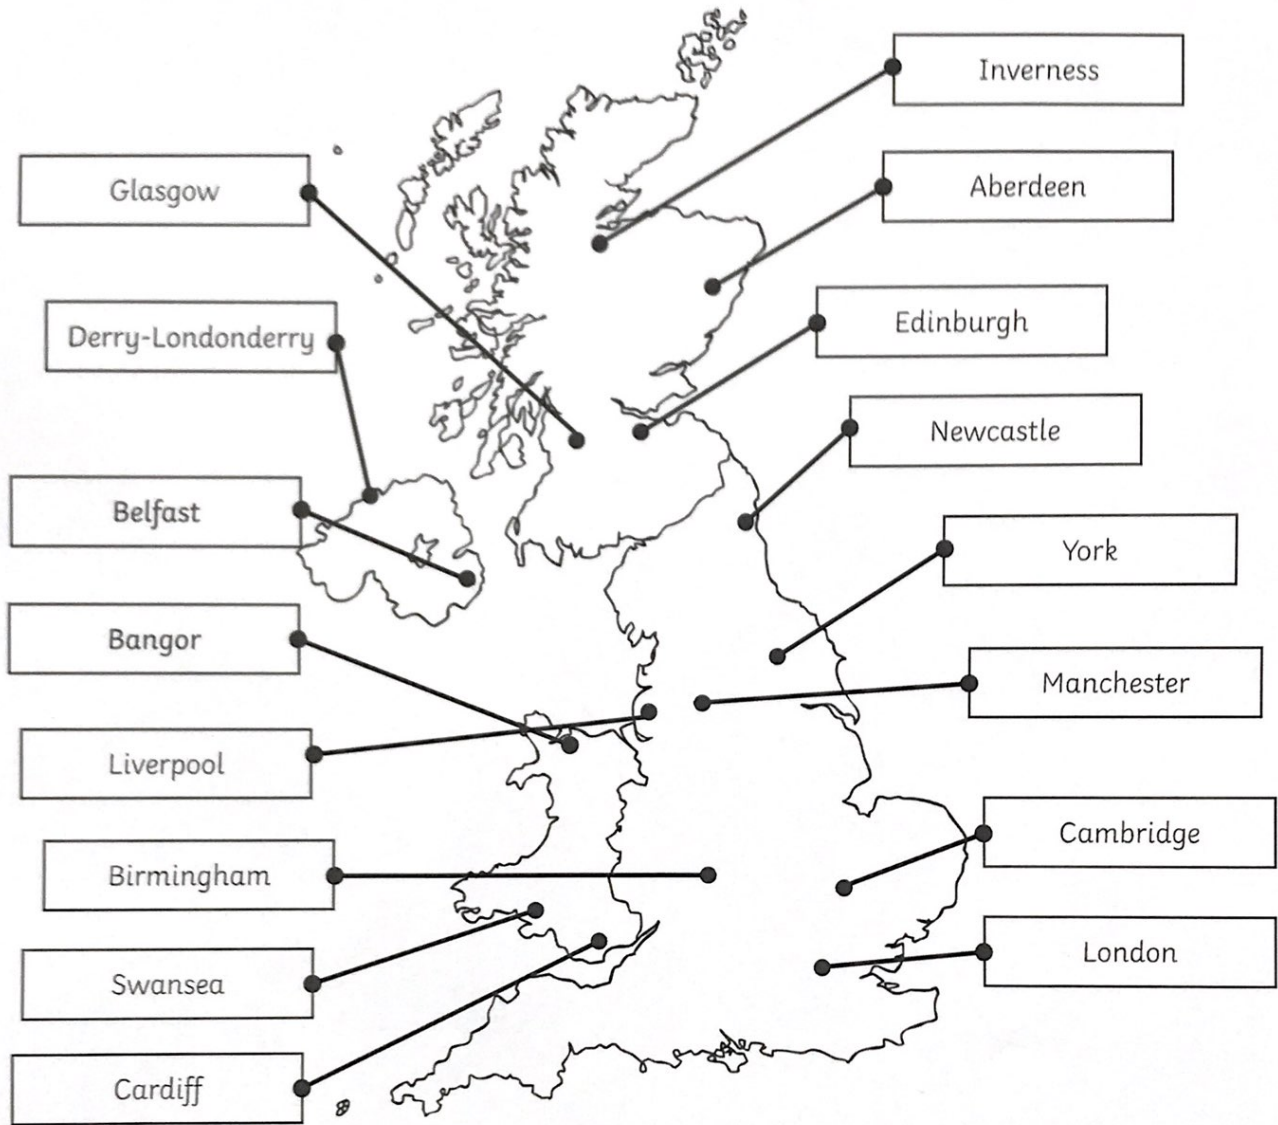 Inverness
Glasgow
Aberdeen
Derry-Londonderry
Edinburgh
Newcastle
Belfast
York
Bangor
Manchester
Liverpool
Cambridge
Birmingham
London
Swansea
Cardiff